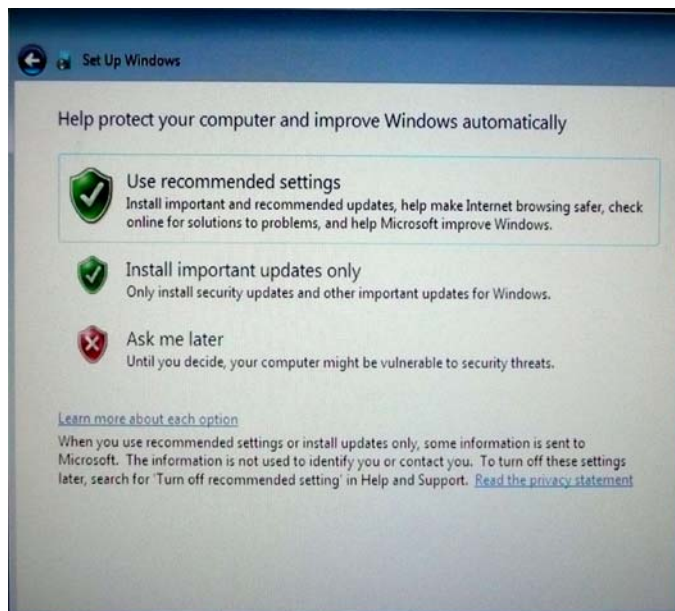 Set Up Windows
Help protect your computer and improve Windows automatically
Use recommended settings
Install important and recommended updates, help make Internet browsing safer, check
online for solutions to problems, and help Microsoft improve Windows.
Install important updates only
Only install security updates and other important updates for Windows.
Ask me later
Until you decide, your computer might be vulnerable to security threats.
Learn more about each option
When you use recommended settings or install updates only, some information is sent to
Microsoft. The information is not used to identify you or contact you. To turn off these settings
later, search for 'Turn off recommended setting' in Help and Support. Read the privacy statement